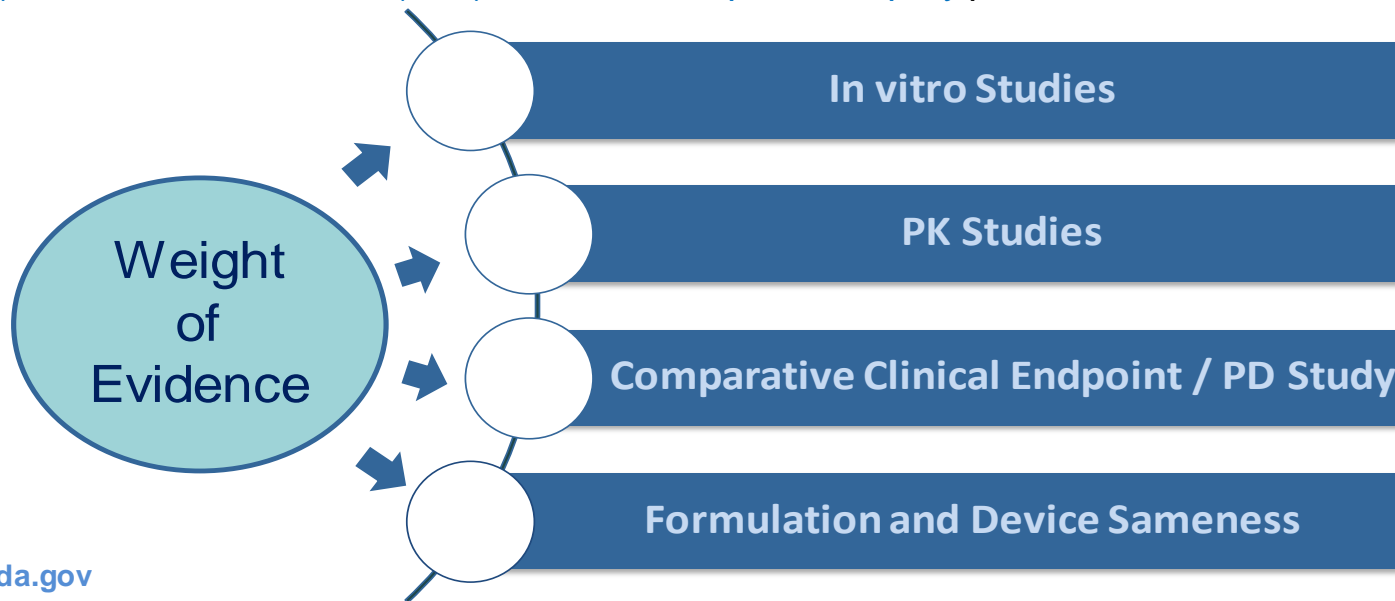 In vitro Studies
PK Studies
Weight
of
Evidence
Comparative Clinical Endpoint / PD Study
Formulation and Device Sameness
da.gov